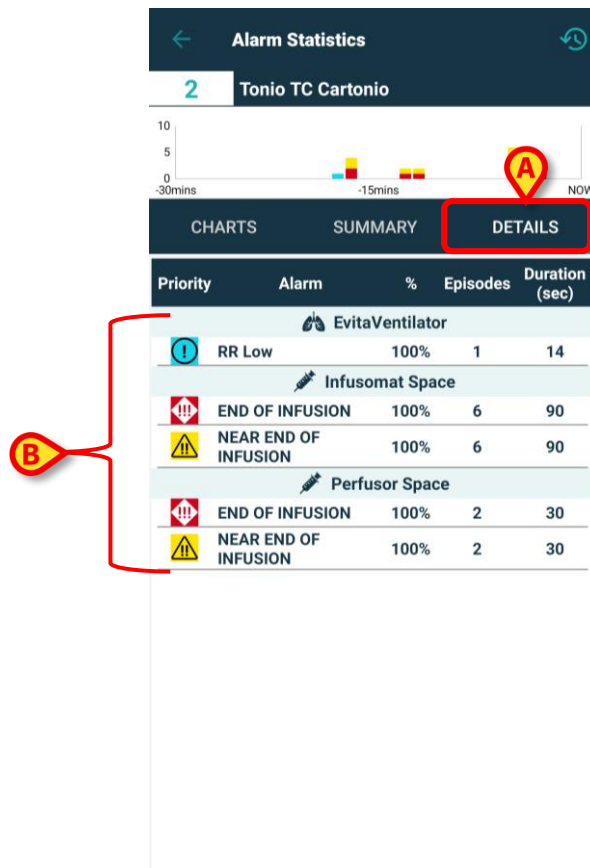 Alarm Statistics
2 Tonio TC Cartonio
10
5
0
-30mins -15mins NOW
A
CHARTS SUMMARY DETAILS
Priority Alarm % Episodes Duration (sec)
EvitaVentilator
! RR Low 100% 1 14
Infusomat Space
!!! END OF INFUSION 100% 6 90
!! NEAR END OF INFUSION 100% 6 90
B
Perfusor Space
!!! END OF INFUSION 100% 2 30
!! NEAR END OF INFUSION 100% 2 30